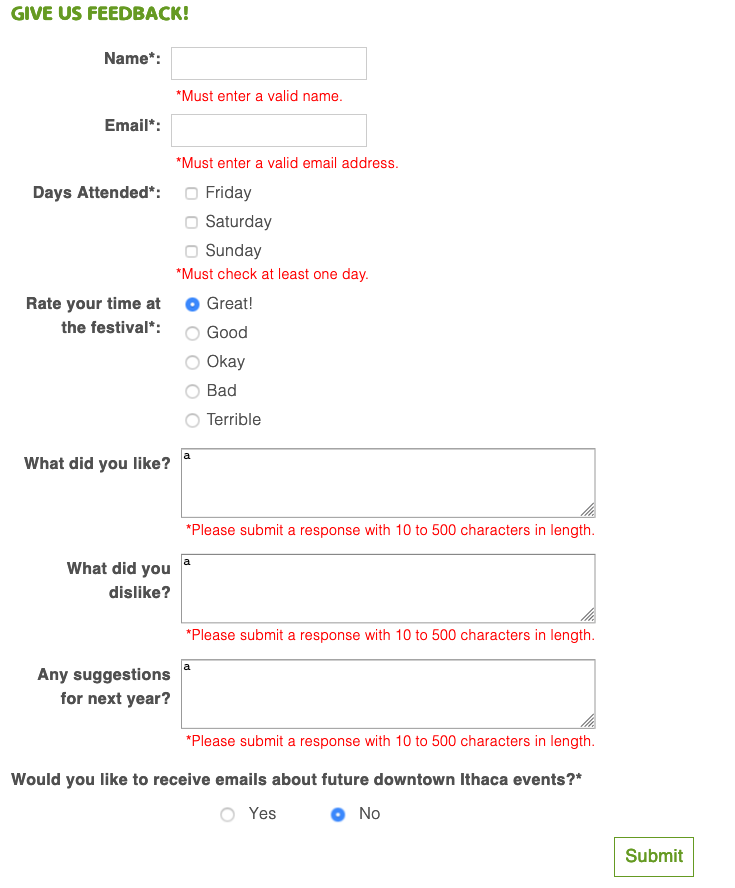 GIVE US FEEDBACK!
Name*:
*Must enter a valid name.
Email*:
*Must enter a valid email address.
Days Attended*:
Friday
Saturday
Sunday
*Must check at least one day.
Rate your time at
the festival*:
Great!
Good
Okay
Bad
Terrible
What did you like?
a
*Please submit a response with 10 to 500 characters in length.
What did you
dislike?
a
*Please submit a response with 10 to 500 characters in length.
Any suggestions
for next year?
a
*Please submit a response with 10 to 500 characters in length.
Would you like to receive emails about future downtown Ithaca events?*
Yes No
Submit